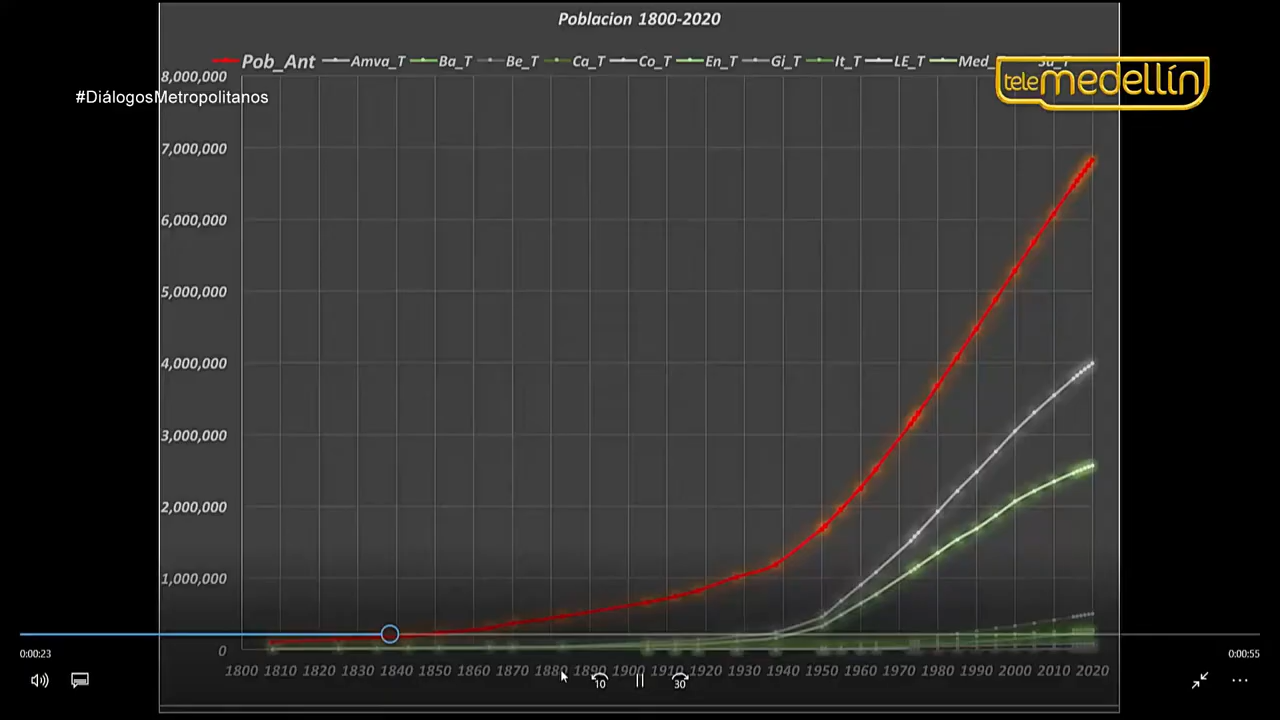 Poblacion 1800-2020
Pob_Ant Amva_T Ba_T Be_T Ca_T Co_T En_T Gi_T It_T LE_T Med_
telemedellín
#DiálogosMetropolitanos
8,000,000
7,000,000
6,000,000
5,000,000
4,000,000
3,000,000
2,000,000
1,000,000
0
1800 1810 1820 1830 1840 1850 1860 1870 1880 1890 1900 1910 1920 1930 1940 1950 1960 1970 1980 1990 2000 2010 2020
0:00:23
0:00:55
10
30